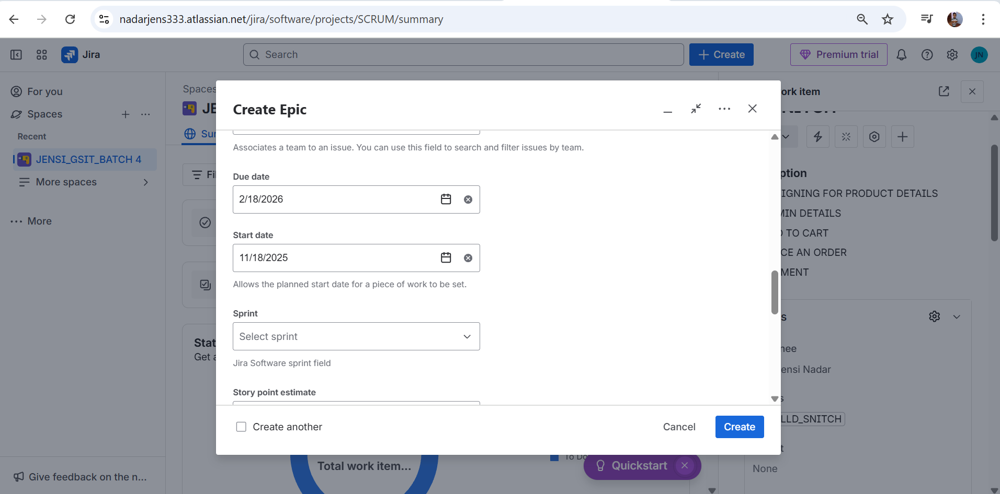 nadarjens333.atlassian.net/jira/software/projects/SCRUM/summary
Jira
Search
Create
Premium trial
JN
For you
Spaces
Recent
JENSI_GSIT_BATCH 4
More spaces
More
Give feedback on the n...
Spaces
JE
Sur
Fil
Stat
Get a
Create Epic
Associates a team to an issue. You can use this field to search and filter issues by team.
Due date
2/18/2026
Start date
11/18/2025
Allows the planned start date for a piece of work to be set.
Sprint
Select sprint
Jira Software sprint field
Story point estimate
Create another
Cancel
Create
Total work item...
To Do
Quickstart
ork item
ption
IGNING FOR PRODUCT DETAILS
MIN DETAILS
TO CART
CE AN ORDER
MENT
s
nee
ensi Nadar
s
LLD_SNITCH
t
None